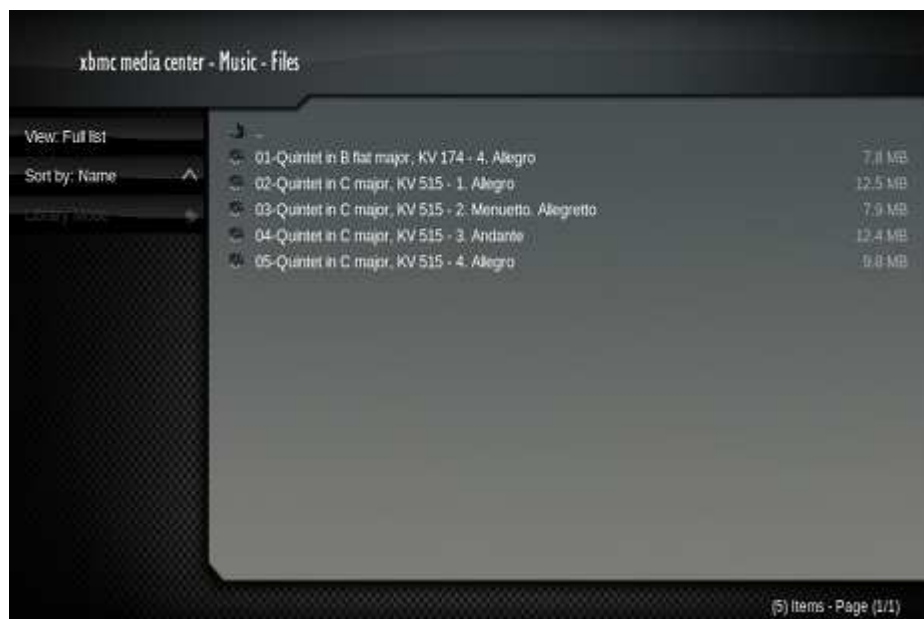 xbmc media center - Music - Files
View: Full list
Sort by: Name
Library Mode
..
01-Quintet in B flat major, KV 174 - 4. Allegro 7.8 MB
02-Quintet in C major, KV 515 - 1. Allegro 12.5 MB
03-Quintet in C major, KV 515 - 2. Menuetto. Allegretto 7.9 MB
04-Quintet in C major, KV 515 - 3. Andante 12.4 MB
05-Quintet in C major, KV 515 - 4. Allegro 9.8 MB
(5) Items - Page (1/1)